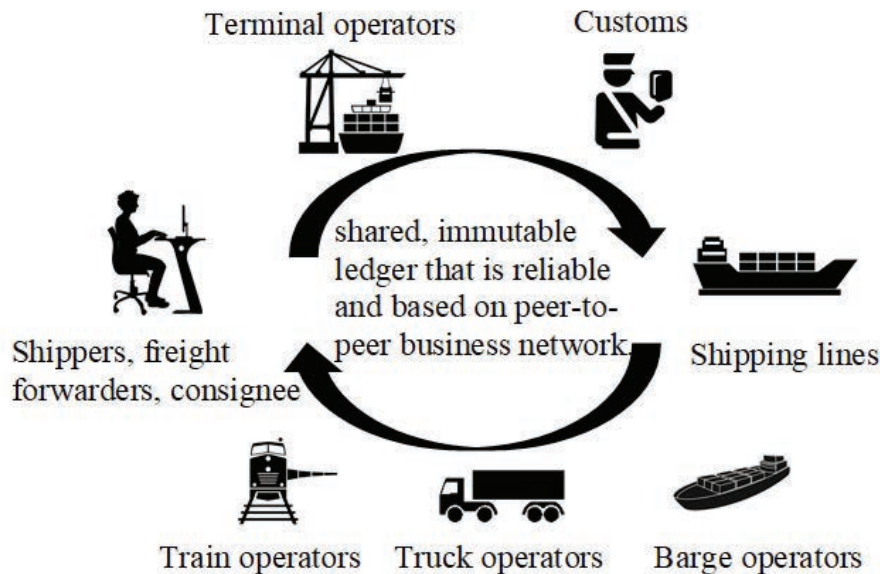 Terminal operators
Customs
shared, immutable
ledger that is reliable
and based on peer-to-
peer business network.
Shippers, freight
forwarders, consignee
Shipping lines
Train operators
Truck operators
Barge operators